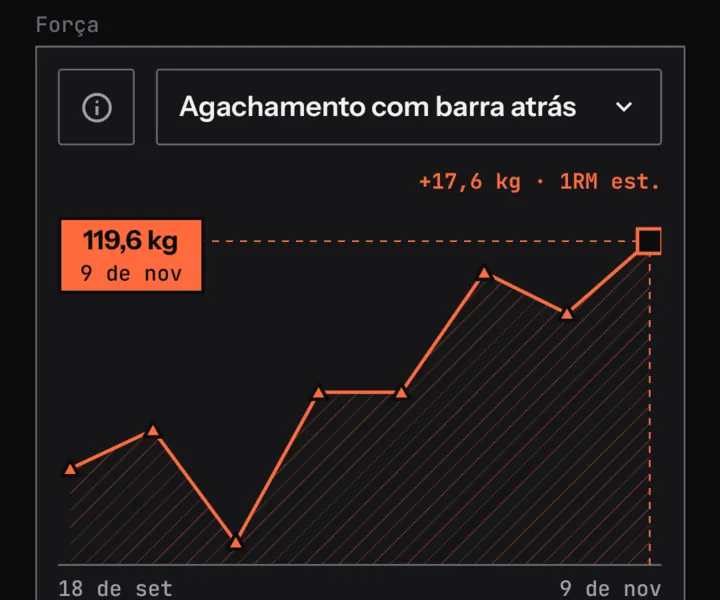 Força
Agachamento com barra atrás
+17,6 kg · 1RM est.
119,6 kg
9 de nov
18 de set
9 de nov